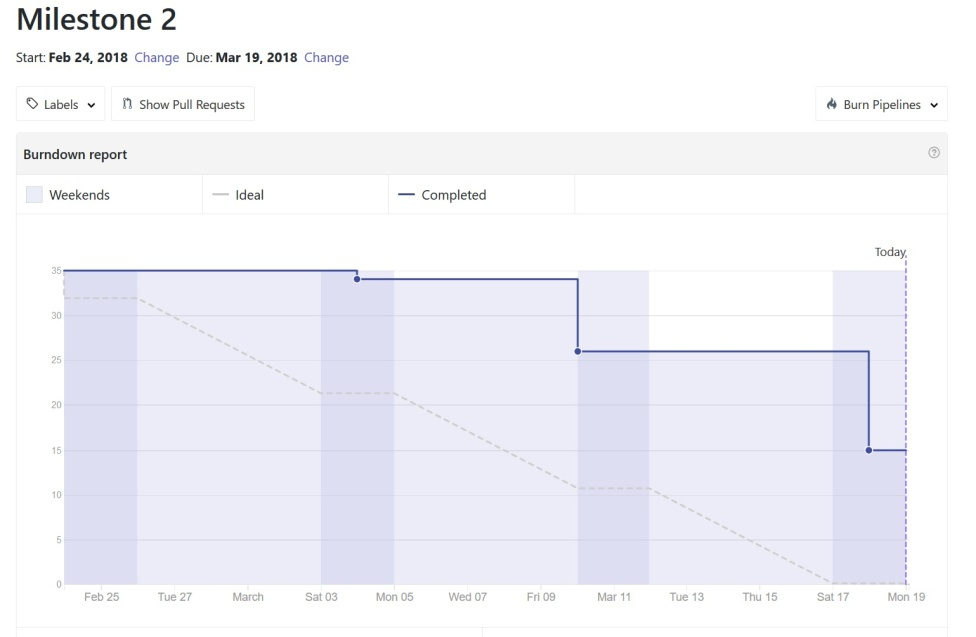 Milestone 2
Start: Feb 24, 2018 Change Due: Mar 19, 2018 Change
Labels Show Pull Requests Burn Pipelines
Burndown report ?
Weekends Ideal Completed
Today
35
30
25
20
15
10
5
0
Feb 25 Tue 27 March Sat 03 Mon 05 Wed 07 Fri 09 Mar 11 Tue 13 Thu 15 Sat 17 Mon 19